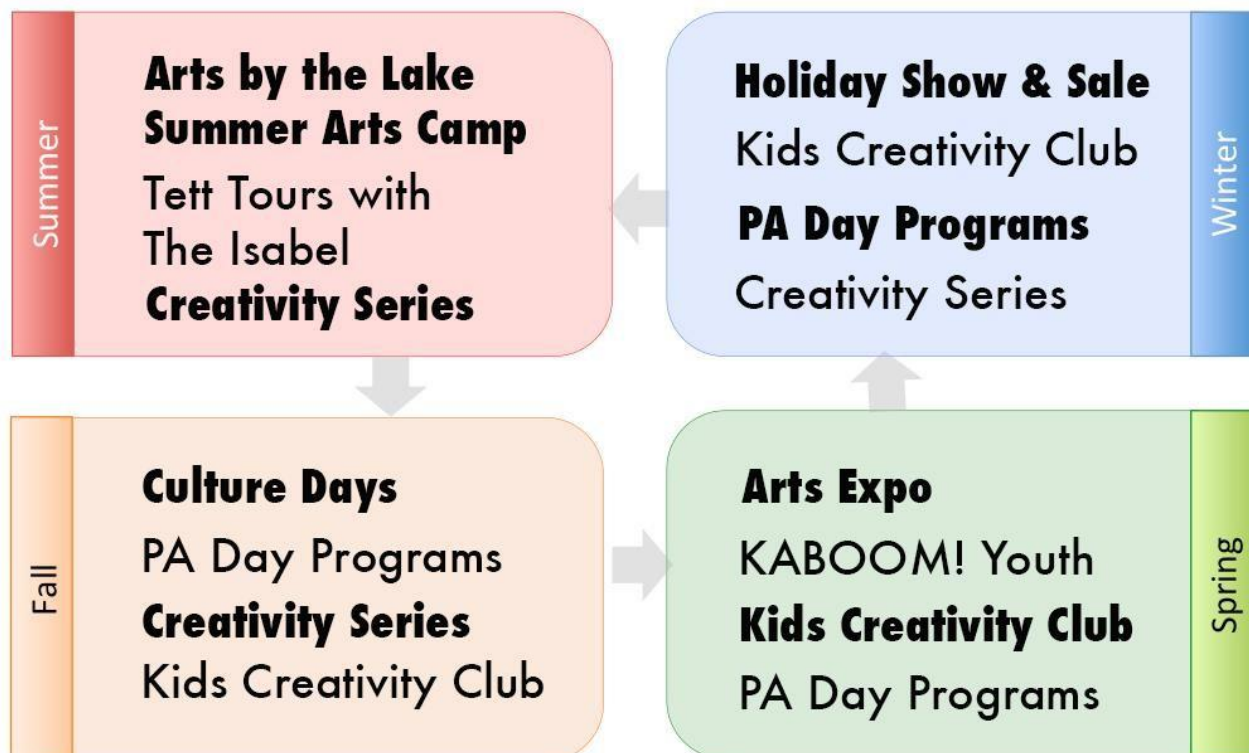 Summer
Arts by the Lake
Summer Arts Camp
Tett Tours with
The Isabel
Creativity Series
Holiday Show & Sale
Kids Creativity Club
PA Day Programs
Creativity Series
Winter
Fall
Culture Days
PA Day Programs
Creativity Series
Kids Creativity Club
Arts Expo
KABOOM! Youth
Kids Creativity Club
PA Day Programs
Spring